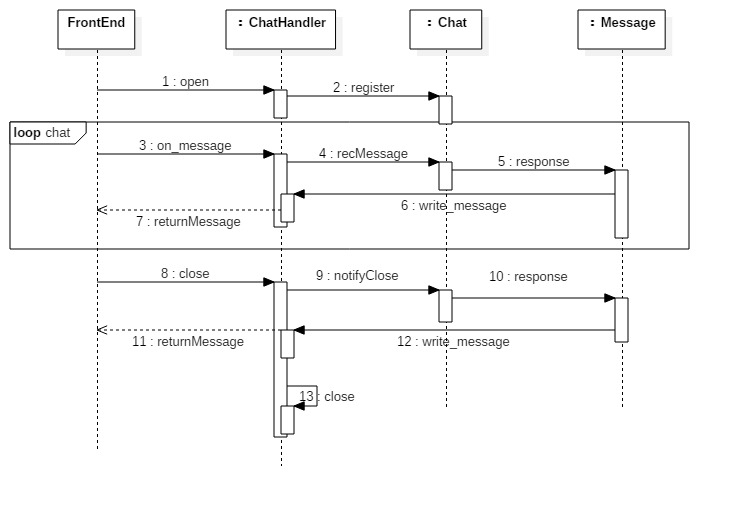 FrontEnd
: ChatHandler
: Chat
: Message
1 : open
2 : register
loop chat
3 : on_message
4 : recMessage
5 : response
6 : write_message
7 : returnMessage
8 : close
9 : notifyClose
10 : response
11 : returnMessage
12 : write_message
13 : close